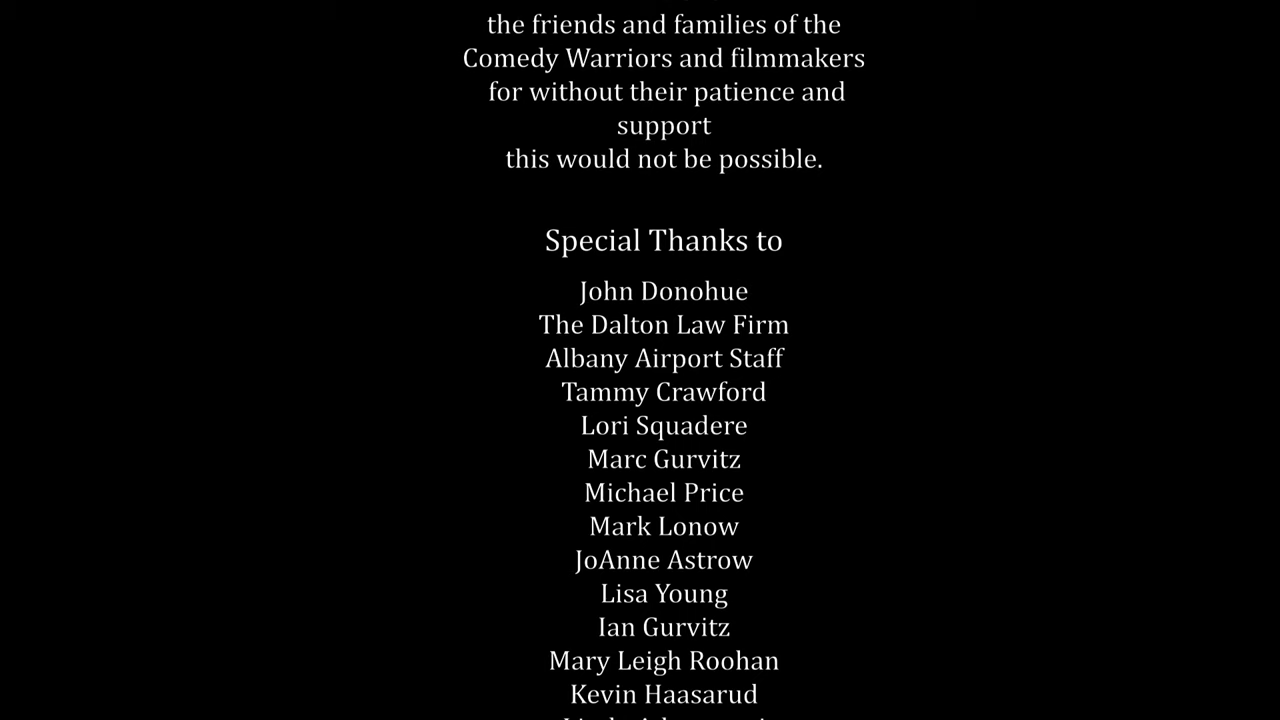 the friends and families of the
Comedy Warriors and filmmakers
for without their patience and
support
this would not be possible.
Special Thanks to
John Donohue
The Dalton Law Firm
Albany Airport Staff
Tammy Crawford
Lori Squadere
Marc Gurvitz
Michael Price
Mark Lonow
JoAnne Astrow
Lisa Young
Ian Gurvitz
Mary Leigh Roohan
Kevin Haasarud